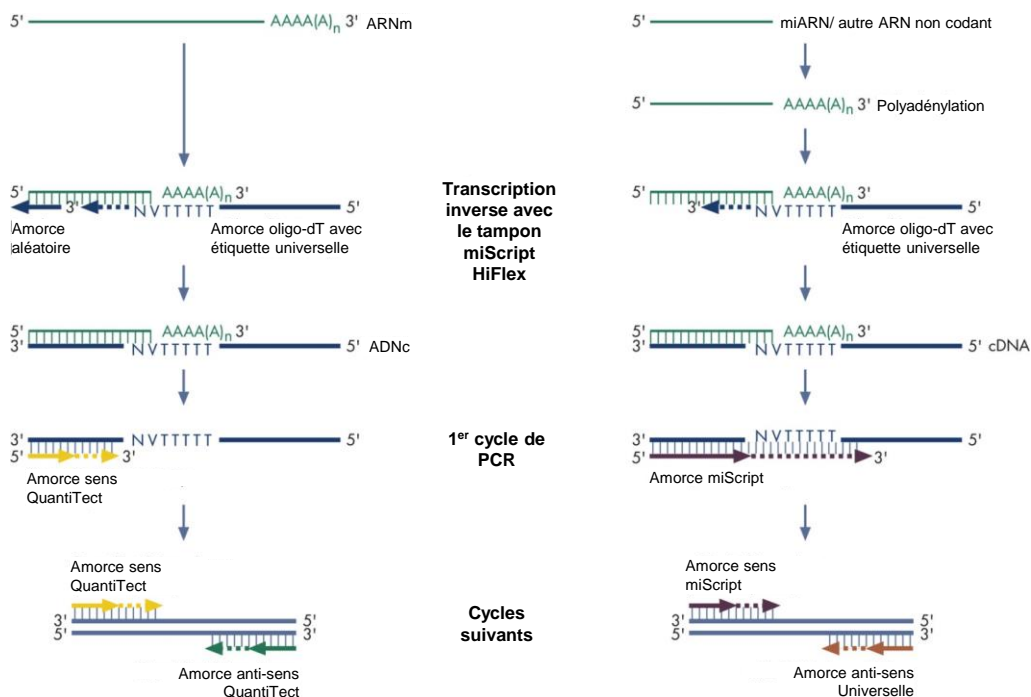 5' AAAA(A)n 3' ARNm
5' miARN/ autre ARN non codant
5' AAAA(A)n 3' Polyadénylation
5' AAAA(A)n 3'
3' NVTTTTT 5'
Amorce
aléatoire
Amorce oligo-dT avec
étiquette universelle
Transcription
inverse avec
le tampon
miScript
HiFlex
5' AAAA(A)n 3'
3' NVTTTTT 5'
Amorce oligo-dT avec
étiquette universelle
5' AAAA(A)n 3'
3' NVTTTTT 5' ADNc
5' AAAA(A)n 3'
3' NVTTTTT 5' cDNA
3' NVTTTTT 5'
5' 3'
Amorce sens
QuantiTect
1er cycle de
PCR
3' NVTTTTT 5'
5' 3'
Amorce miScript
Amorce sens
QuantiTect
3' 5'
5' 3'
Amorce anti-sens
QuantiTect
Cycles
suivants
Amorce sens
miScript
3' 5'
5' 3'
Amorce anti-sens
Universelle